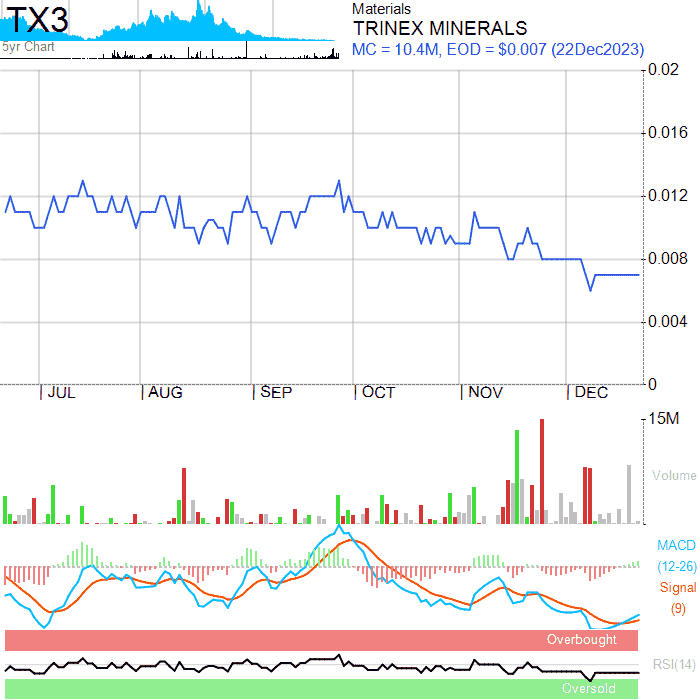 TX3
5yr Chart
Materials
TRINEX MINERALS
MC = 10.4M, EOD = $0.007 (22Dec2023)
0.02
0.016
0.012
0.008
0.004
0
JUL AUG SEP OCT NOV DEC
15M
Volume
MACD
(12-26)
Signal
(9)
Overbought
RSI(14)
Oversold